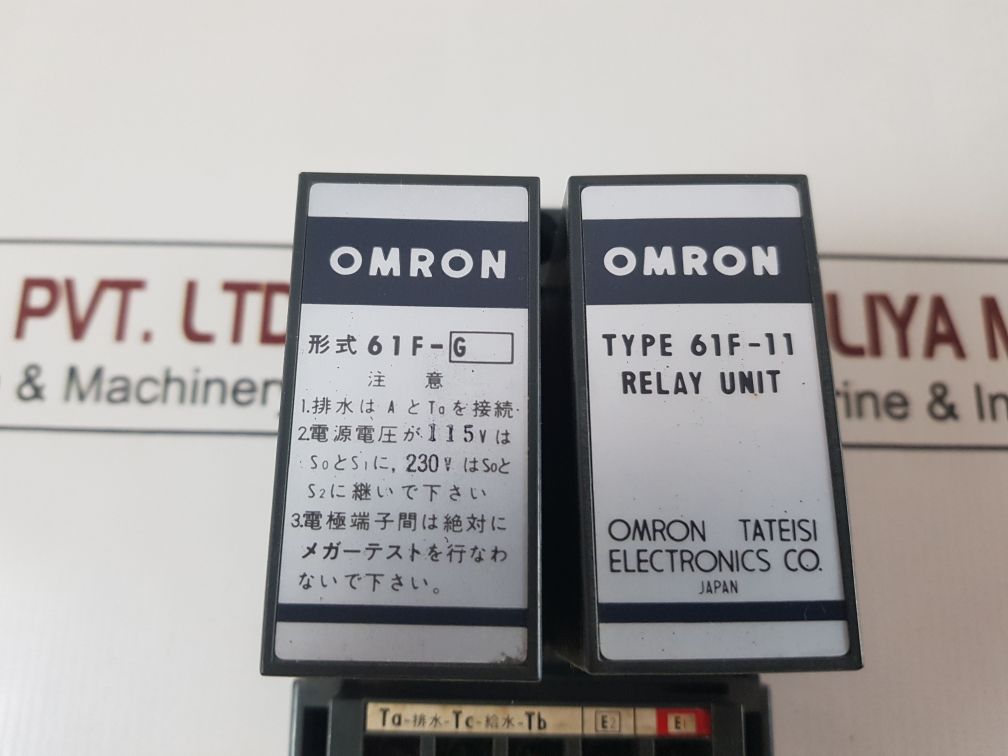 OMRON
形式 61F-G
注 意
1.排水は A と Ta を接続.
2.電源電圧が 115V は
S0とS1に, 230V はS0と
S2に継いで下さい
3.電極端子間は絶対に
メガーテストを行なわ
ないで下さい。
OMRON
TYPE 61F-11
RELAY UNIT
OMRON TATEISI
ELECTRONICS CO.
JAPAN
PVT. LTD
& Machinery
LIYA M
rine & In
Ta-排水-Tc-給水-Tb E2 E1